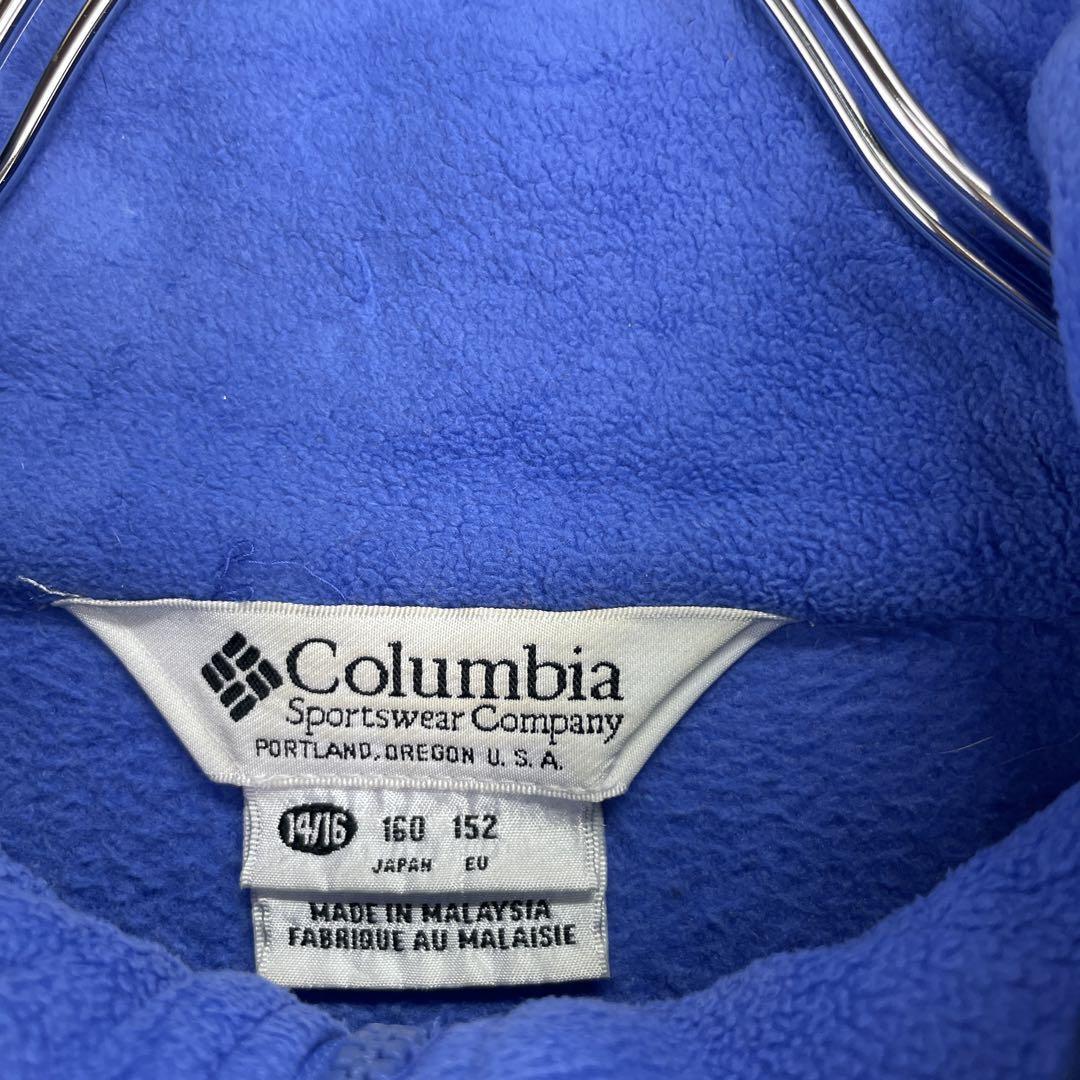 Columbia
Sportswear Company
PORTLAND, OREGON U. S. A.
14/16 160 152
JAPAN EU
MADE IN MALAYSIA
FABRIQUE AU MALAISIE